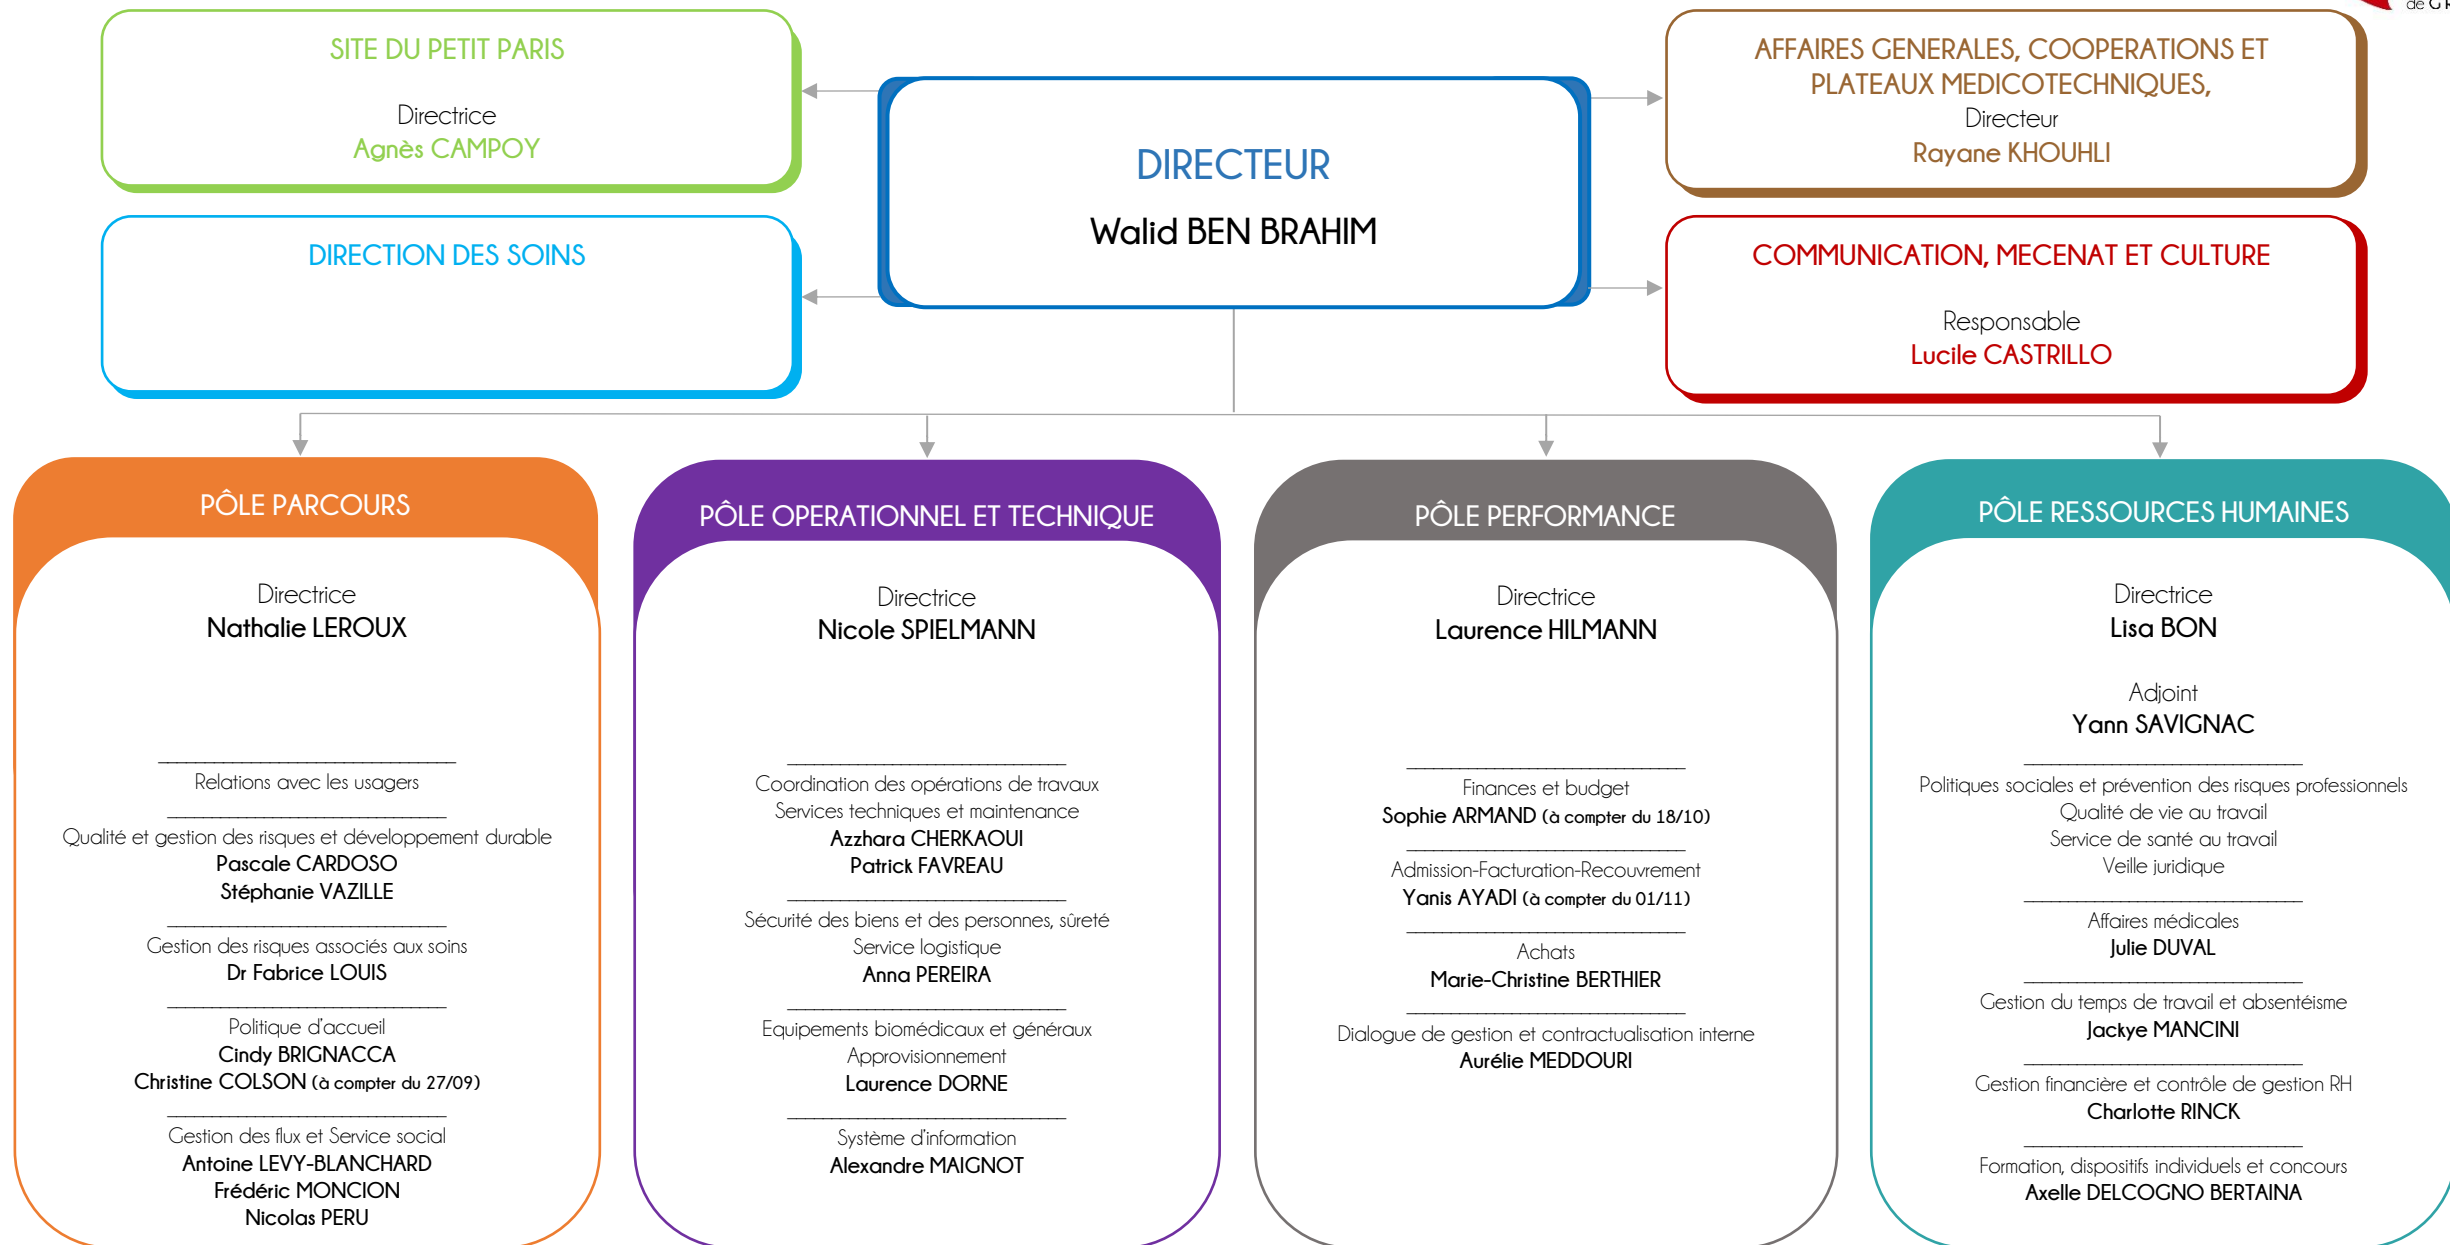 de GR
SITE DU PETIT PARIS
Directrice
Agnès CAMPOY
DIRECTION DES SOINS
DIRECTEUR
Walid BEN BRAHIM
AFFAIRES GENERALES, COOPERATIONS ET
PLATEAUX MEDICOTECHNIQUES,
Directeur
Rayane KHOUHLI
COMMUNICATION, MECENAT ET CULTURE
Responsable
Lucile CASTRILLO
PÔLE PARCOURS
Directrice
Nathalie LEROUX
Relations avec les usagers
Qualité et gestion des risques et développement durable
Pascale CARDOSO
Stéphanie VAZILLE
Gestion des risques associés aux soins
Dr Fabrice LOUIS
Politique d'accueil
Cindy BRIGNACCA
Christine COLSON (à compter du 27/09)
Gestion des flux et Service social
Antoine LEVY-BLANCHARD
Frédéric MONCION
Nicolas PERU
PÔLE OPERATIONNEL ET TECHNIQUE
Directrice
Nicole SPIELMANN
Coordination des opérations de travaux
Services techniques et maintenance
Azzhara CHERKAOUI
Patrick FAVREAU
Sécurité des biens et des personnes, sûreté
Service logistique
Anna PEREIRA
Equipements biomédicaux et généraux
Approvisionnement
Laurence DORNE
Système d'information
Alexandre MAIGNOT
PÔLE PERFORMANCE
Directrice
Laurence HILMANN
Finances et budget
Sophie ARMAND (à compter du 18/10)
Admission-Facturation-Recouvrement
Yanis AYADI (à compter du 01/11)
Achats
Marie-Christine BERTHIER
Dialogue de gestion et contractualisation interne
Aurélie MEDDOURI
PÔLE RESSOURCES HUMAINES
Directrice
Lisa BON
Adjoint
Yann SAVIGNAC
Politiques sociales et prévention des risques professionnels
Qualité de vie au travail
Service de santé au travail
Veille juridique
Affaires médicales
Julie DUVAL
Gestion du temps de travail et absentéisme
Jackye MANCINI
Gestion financière et contrôle de gestion RH
Charlotte RINCK
Formation, dispositifs individuels et concours
Axelle DELCOGNO BERTAINA